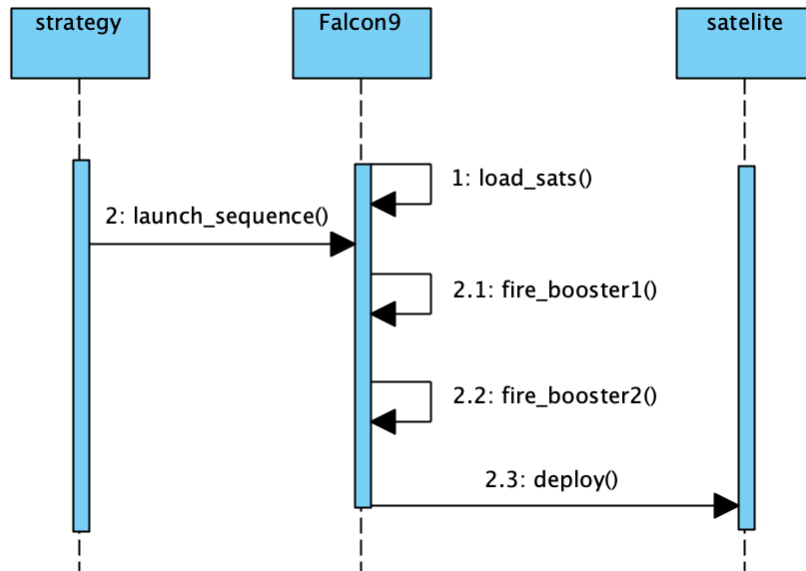 strategy
Falcon9
satelite
1: load_sats()
2: launch_sequence()
2.1: fire_booster1()
2.2: fire_booster2()
2.3: deploy()